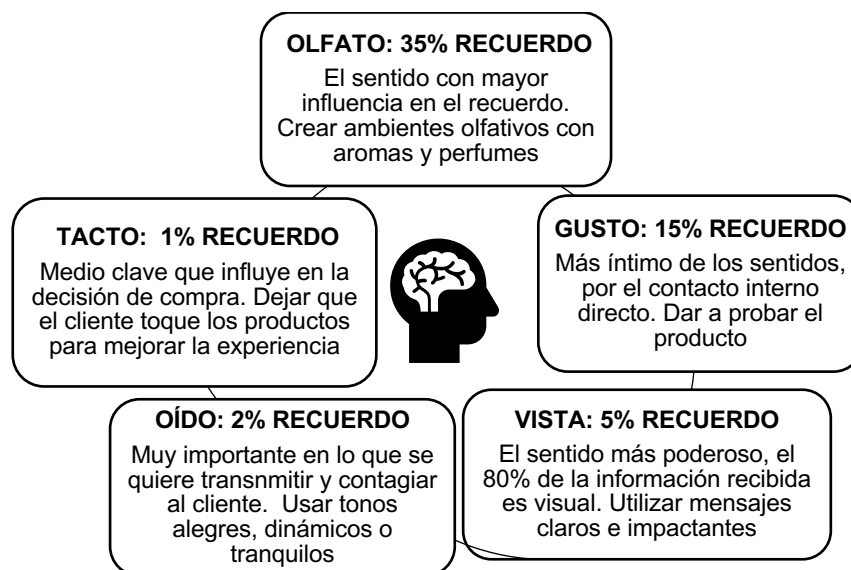 OLFATO: 35% RECUERDO
El sentido con mayor
influencia en el recuerdo.
Crear ambientes olfativos con
aromas y perfumes
TACTO:  1% RECUERDO
Medio clave que influye en la
decisión de compra. Dejar que
el cliente toque los productos
para mejorar la experiencia
GUSTO: 15% RECUERDO
Más íntimo de los sentidos,
por el contacto interno
directo. Dar a probar el
producto
OÍDO: 2% RECUERDO
Muy importante en lo que se
quiere transnmitir y contagiar
al cliente.  Usar tonos
alegres, dinámicos o
tranquilos
VISTA: 5% RECUERDO
El sentido más poderoso, el
80% de la información recibida
es visual. Utilizar mensajes
claros e impactantes